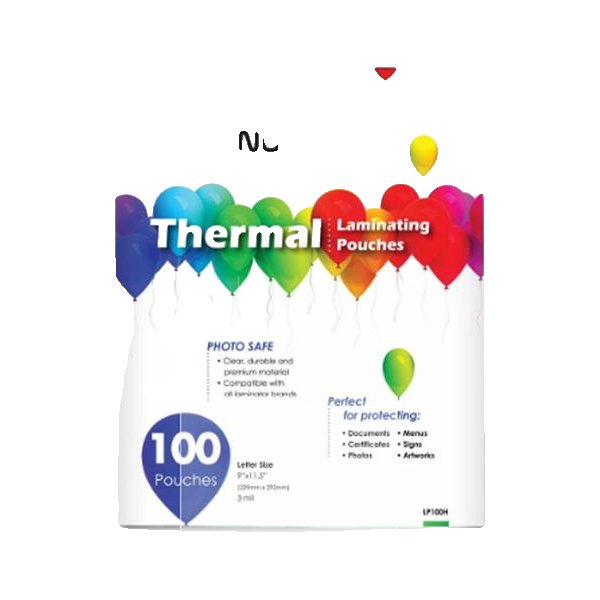 Thermal
Laminating
Pouches
PHOTO SAFE
• Clear, durable and
premium material
• Compatible with
all laminator brands
Perfect
for protecting:
• Documents • Menus
• Certificates • Signs
• Photos • Artworks
100
Pouches
Letter Size
9"x11.5"
(229mm x 292mm)
3 mil
LP100H